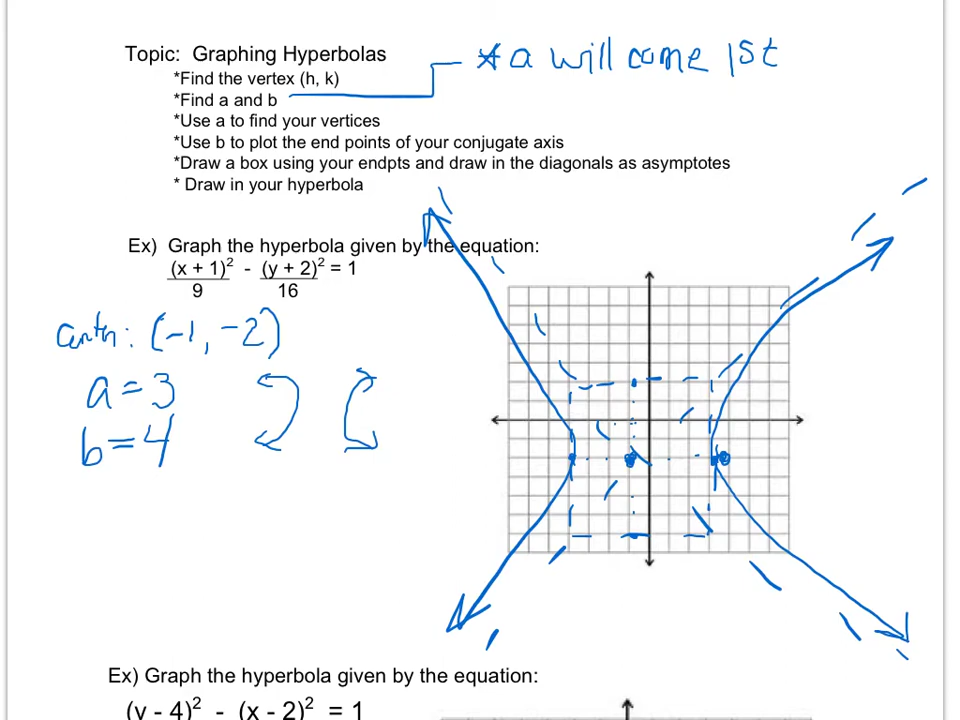 Topic: Graphing Hyperbolas
*a will come 1st
*Find the vertex (h, k)
*Find a and b
*Use a to find your vertices
*Use b to plot the end points of your conjugate axis
*Draw a box using your endpts and draw in the diagonals as asymptotes
* Draw in your hyperbola
Ex) Graph the hyperbola given by the equation:
(x + 1)² - (y + 2)² = 1
9 16
: (-1, -2)
a = 3
b = 4
Ex) Graph the hyperbola given by the equation:
(y - 4)² - (x - 2)² = 1